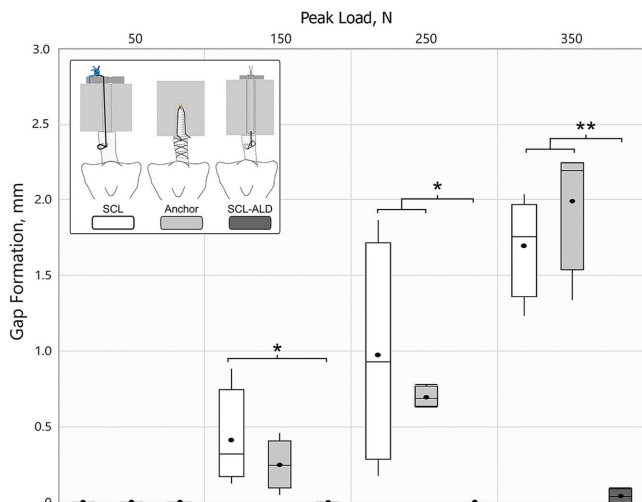 Peak Load, N
50 150 250 350
Gap Formation, mm
3.0
2.5
2.0
1.5
1.0
0.5
0
SCL Anchor SCL-ALD
*
*
**